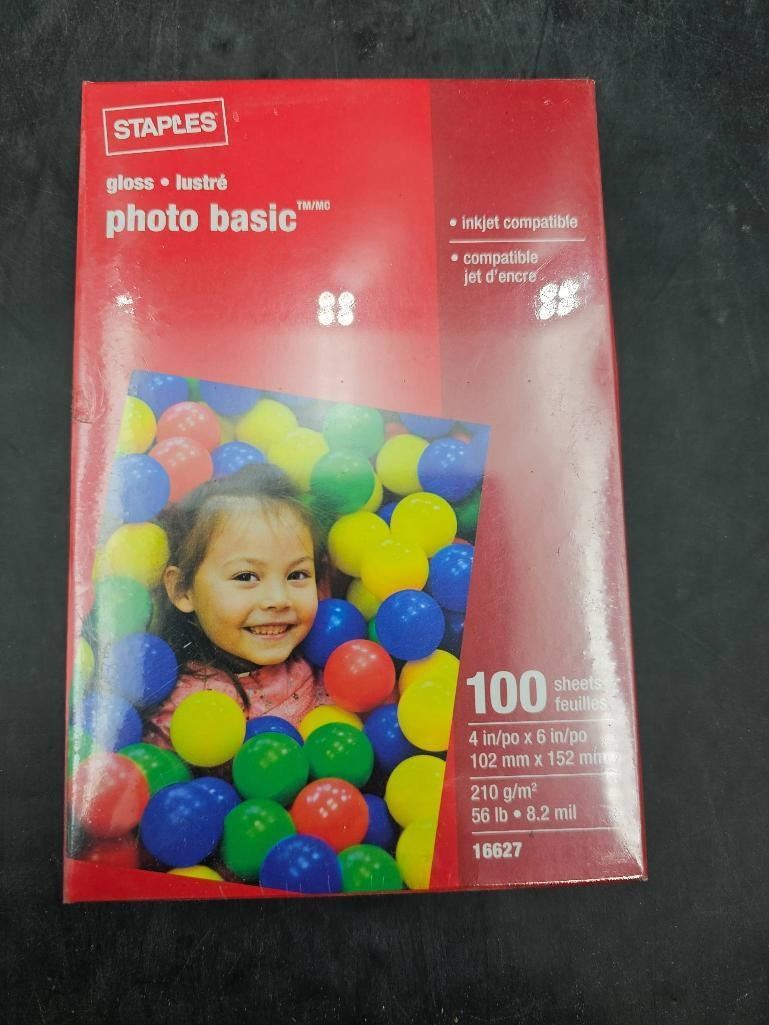 STAPLES
gloss • lustré
photo basic™/MC
• inkjet compatible
• compatible
jet d'encre
100 sheets
feuilles
4 in/po x 6 in/po
102 mm x 152 mm
210 g/m²
56 lb • 8.2 mil
16627